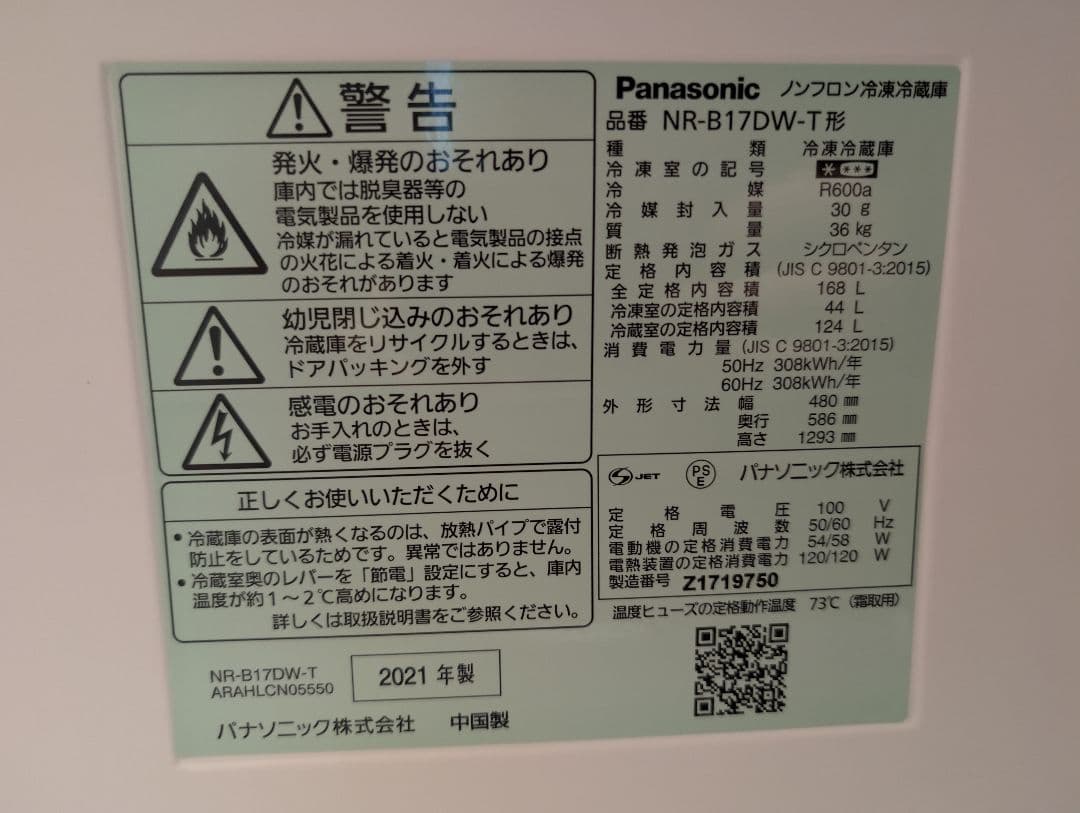 警告
発火・爆発のおそれあり
庫内では脱臭器等の
電気製品を使用しない
冷媒が漏れていると電気製品の接点
の火花による着火・着火による爆発
のおそれがあります
幼児閉じ込みのおそれあり
冷蔵庫をリサイクルするときは、
ドアパッキングを外す
感電のおそれあり
お手入れのときは、
必ず電源プラグを抜く
正しくお使いいただくために
•冷蔵庫の表面が熱くなるのは、放熱パイプで露付
防止をしているためです。異常ではありません。
•冷蔵室奥のレバーを「節電」設定にすると、庫内
温度が約1～2℃高めになります。
詳しくは取扱説明書をご参照ください。
NR-B17DW-T
ARAHLCN05550
2021 年製
パナソニック株式会社 中国製
Panasonic ノンフロン冷凍冷蔵庫
品番 NR-B17DW-T形
種類 冷凍冷蔵庫
冷凍室の記号 * ***
冷媒 R600a
冷媒封入量 30 g
質量 36 kg
断熱発泡ガス シクロペンタン
定格内容積 (JIS C 9801-3:2015)
全定格内容積 168 L
冷凍室の定格内容積 44 L
冷蔵室の定格内容積 124 L
消費電力量 (JIS C 9801-3:2015)
50Hz 308kWh/年
60Hz 308kWh/年
外形寸法 幅 480 mm
奥行 586 mm
高さ 1293 mm
JET PSE パナソニック株式会社
定格電圧 100 V
定格周波数 50/60 Hz
電動機の定格消費電力 54/58 W
電熱装置の定格消費電力 120/120 W
製造番号 Z1719750
温度ヒューズの定格動作温度 73℃（霜取用）